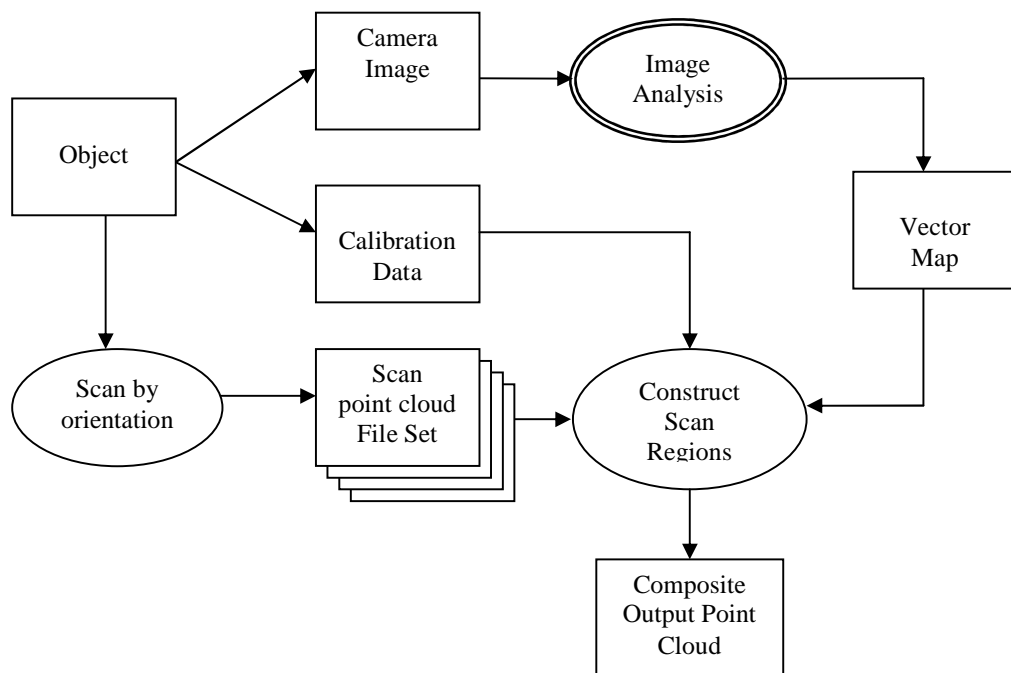 Camera
Image
Image
Analysis
Object
Vector
Map
Calibration
Data
Scan by
orientation
Scan
point cloud
File Set
Construct
Scan
Regions
Composite
Output Point
Cloud